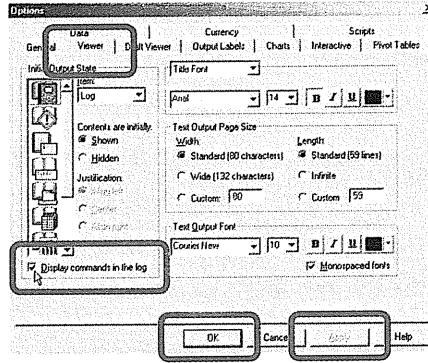 Options
Data Currency Scripts
General Viewer Draft Viewer Output Labels Charts Interactive Pivot Tables
Initial Output State
Item:
Log
Contents are initially:
Shown
Hidden
Justification:
Center
Display commands in the log
Title Font
Arial 14 B I U
Text Output Page Size
Width: Length:
Standard (80 characters) Standard (59 lines)
Wide (132 characters) Infinite
Custom: 80 Custom 59
Text Output Font
Courier New 10 B I U
Monospaced fonts
OK Cancel Help